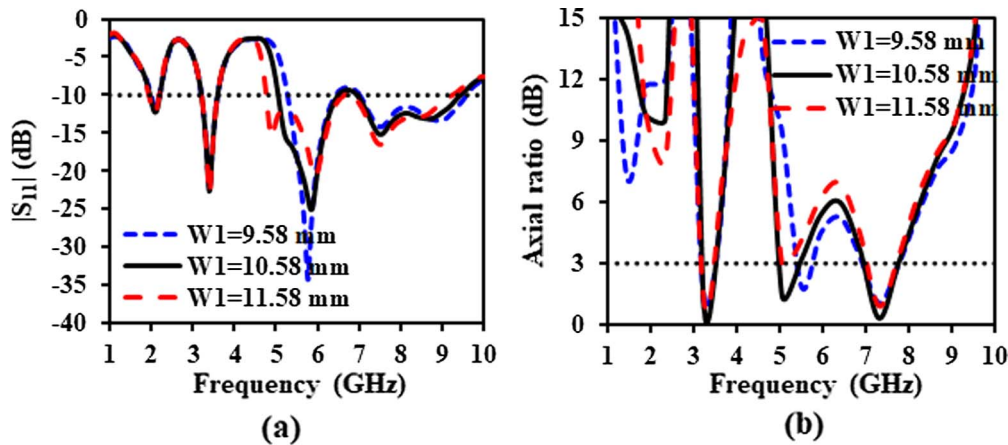 |S11| (dB)
0
-5
-10
-15
-20
-25
-30
-35
-40
W1=9.58 mm
W1=10.58 mm
W1=11.58 mm
1 2 3 4 5 6 7 8 9 10
Frequency (GHz)
(a)
Axial ratio (dB)
15
12
9
6
3
0
W1=9.58 mm
W1=10.58 mm
W1=11.58 mm
1 2 3 4 5 6 7 8 9 10
Frequency (GHz)
(b)